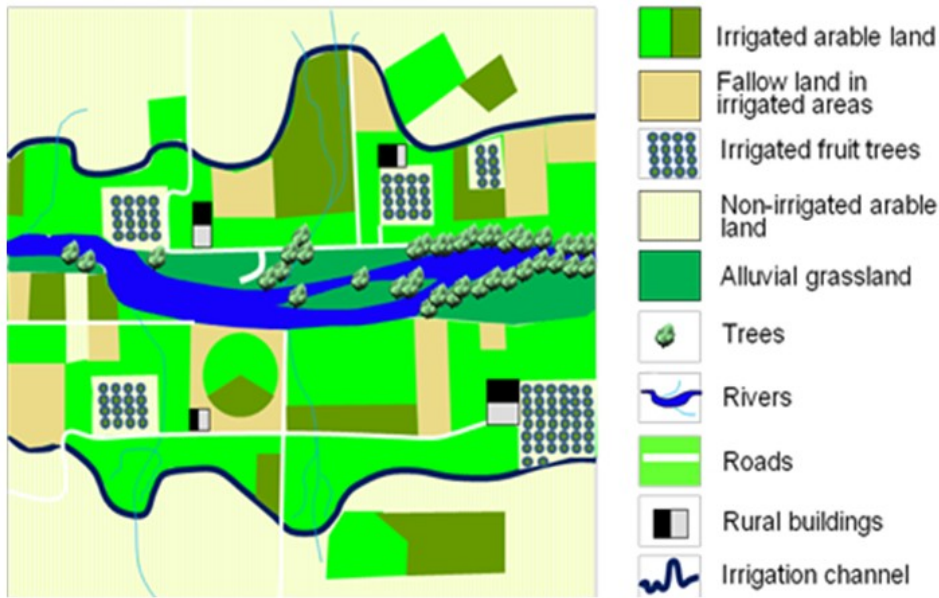 Irrigated arable land
Fallow land in
irrigated areas
Irrigated fruit trees
Non-irrigated arable
land
Alluvial grassland
Trees
Rivers
Roads
Rural buildings
Irrigation channel